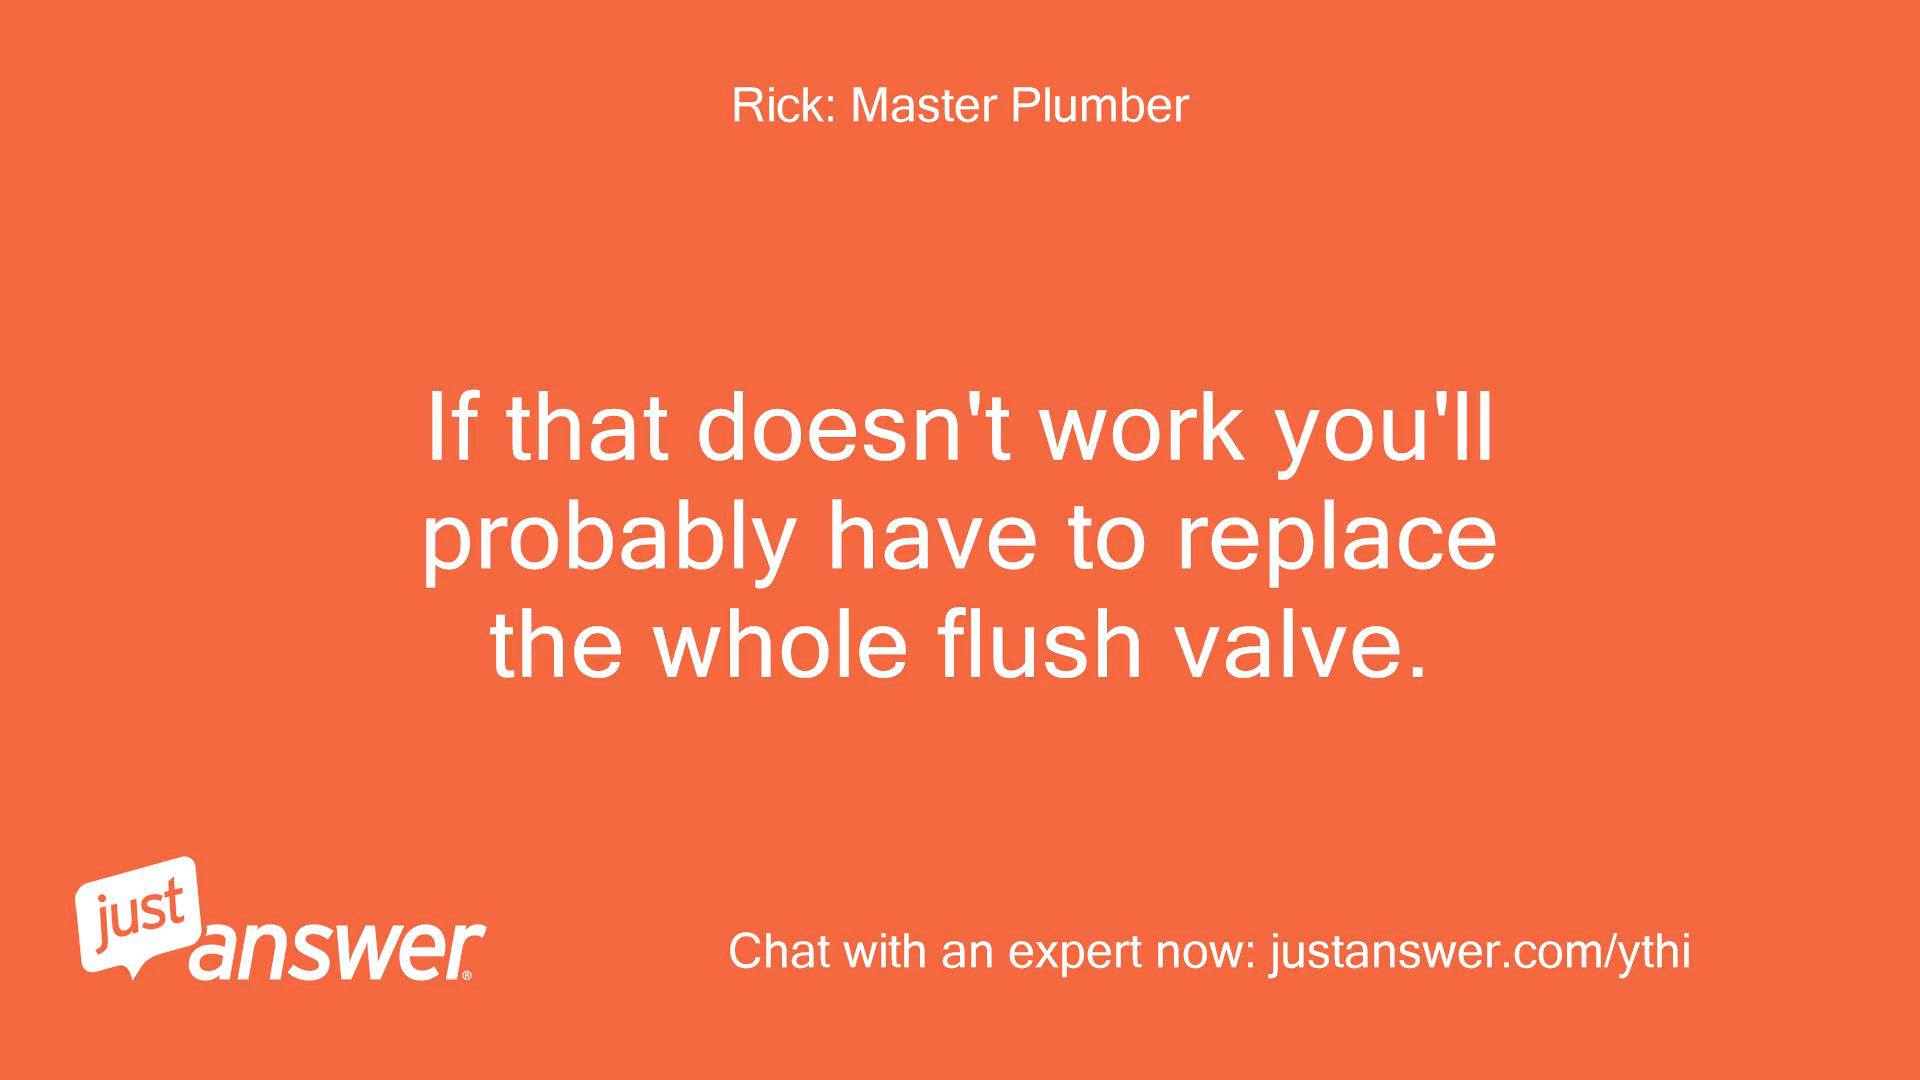 Rick: Master Plumber
If that doesn't work you'll
probably have to replace
the whole flush valve.
just
answer®
Chat with an expert now: justanswer.com/ythi